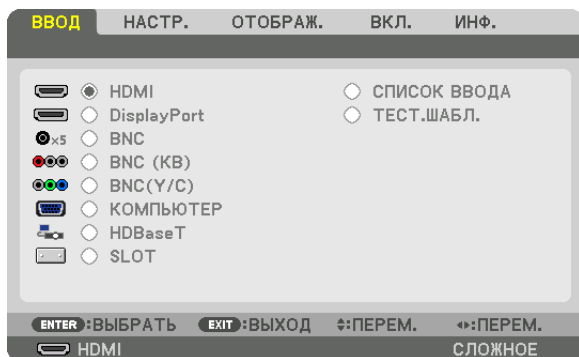 ВВОД НАСТР. ОТОБРАЖ. ВКЛ. ИНФ.
HDMI СПИСОК ВВОДА
DisplayPort ТЕСТ.ШАБЛ.
×5 BNC
BNC (КВ)
BNC(Y/C)
КОМПЬЮТЕР
HDBaseT
SLOT
ENTER :ВЫБРАТЬ EXIT :ВЫХОД :ПЕРЕМ. :ПЕРЕМ.
HDMI СЛОЖНОЕ